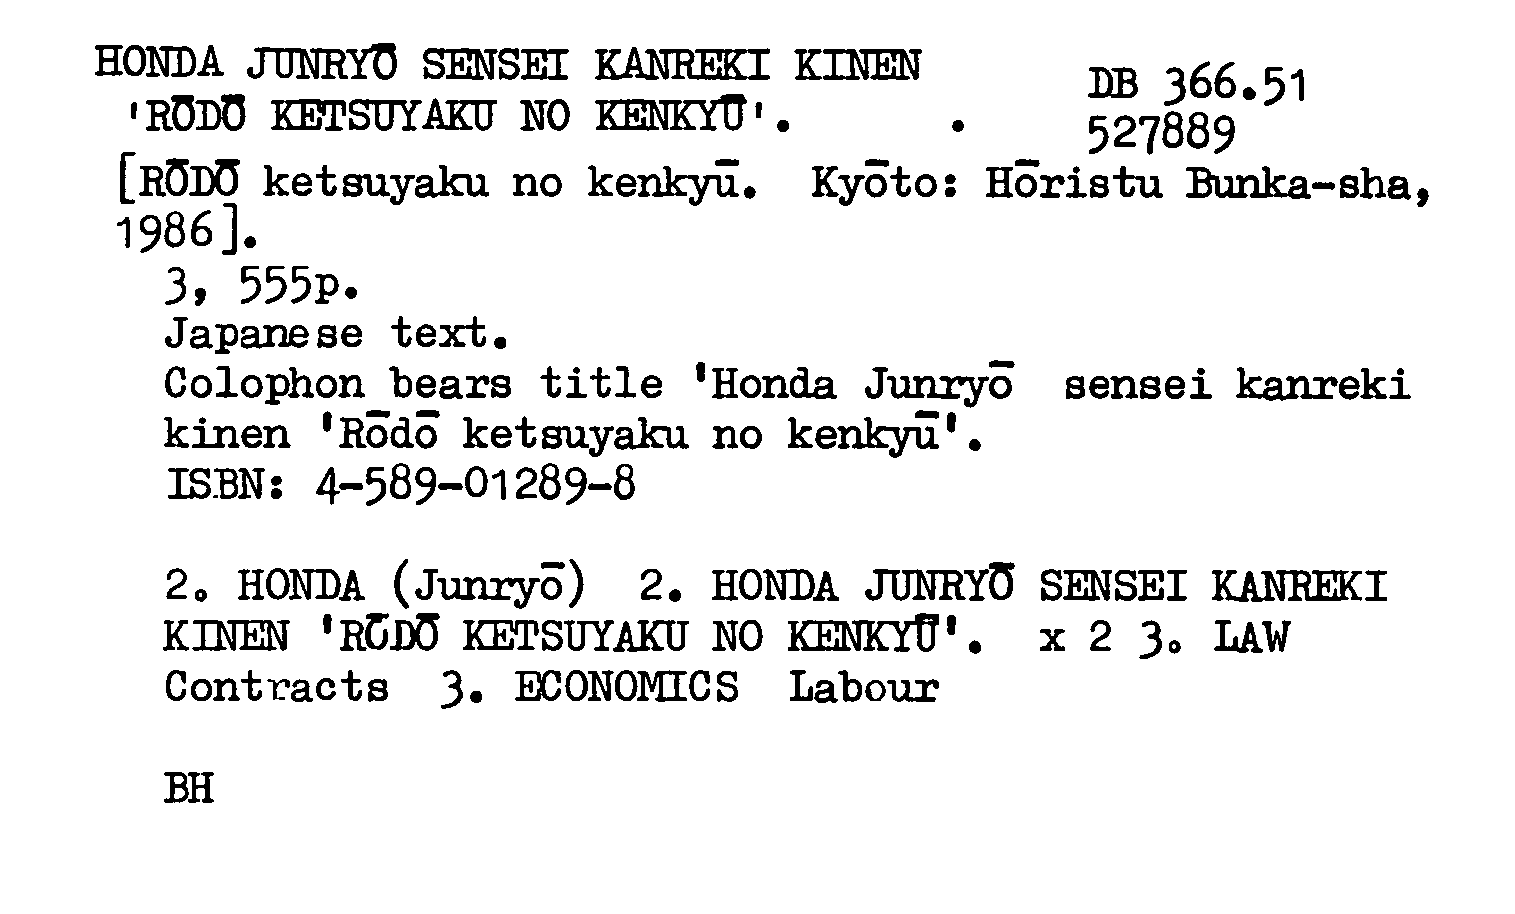 HONDA JUNRYŌ SENSEI KANREKI KINEN
'RŌDŌ KETSUYAKU NO KENKYŪ'. .
DB 366.51
527889
[RŌDŌ ketsuyaku no kenkyū. Kyōto: Hōristu Bunka-sha,
1986].
3, 555p.
Japanese text.
Colophon bears title 'Honda Junryō sensei kanreki
kinen 'Rōdō ketsuyaku no kenkyū'.
ISBN: 4-589-01289-8
2. HONDA (Junryō) 2. HONDA JUNRYŌ SENSEI KANREKI
KINEN 'RŌDŌ KETSUYAKU NO KENKYŪ'. x 2 3. LAW
Contracts 3. ECONOMICS Labour
BH